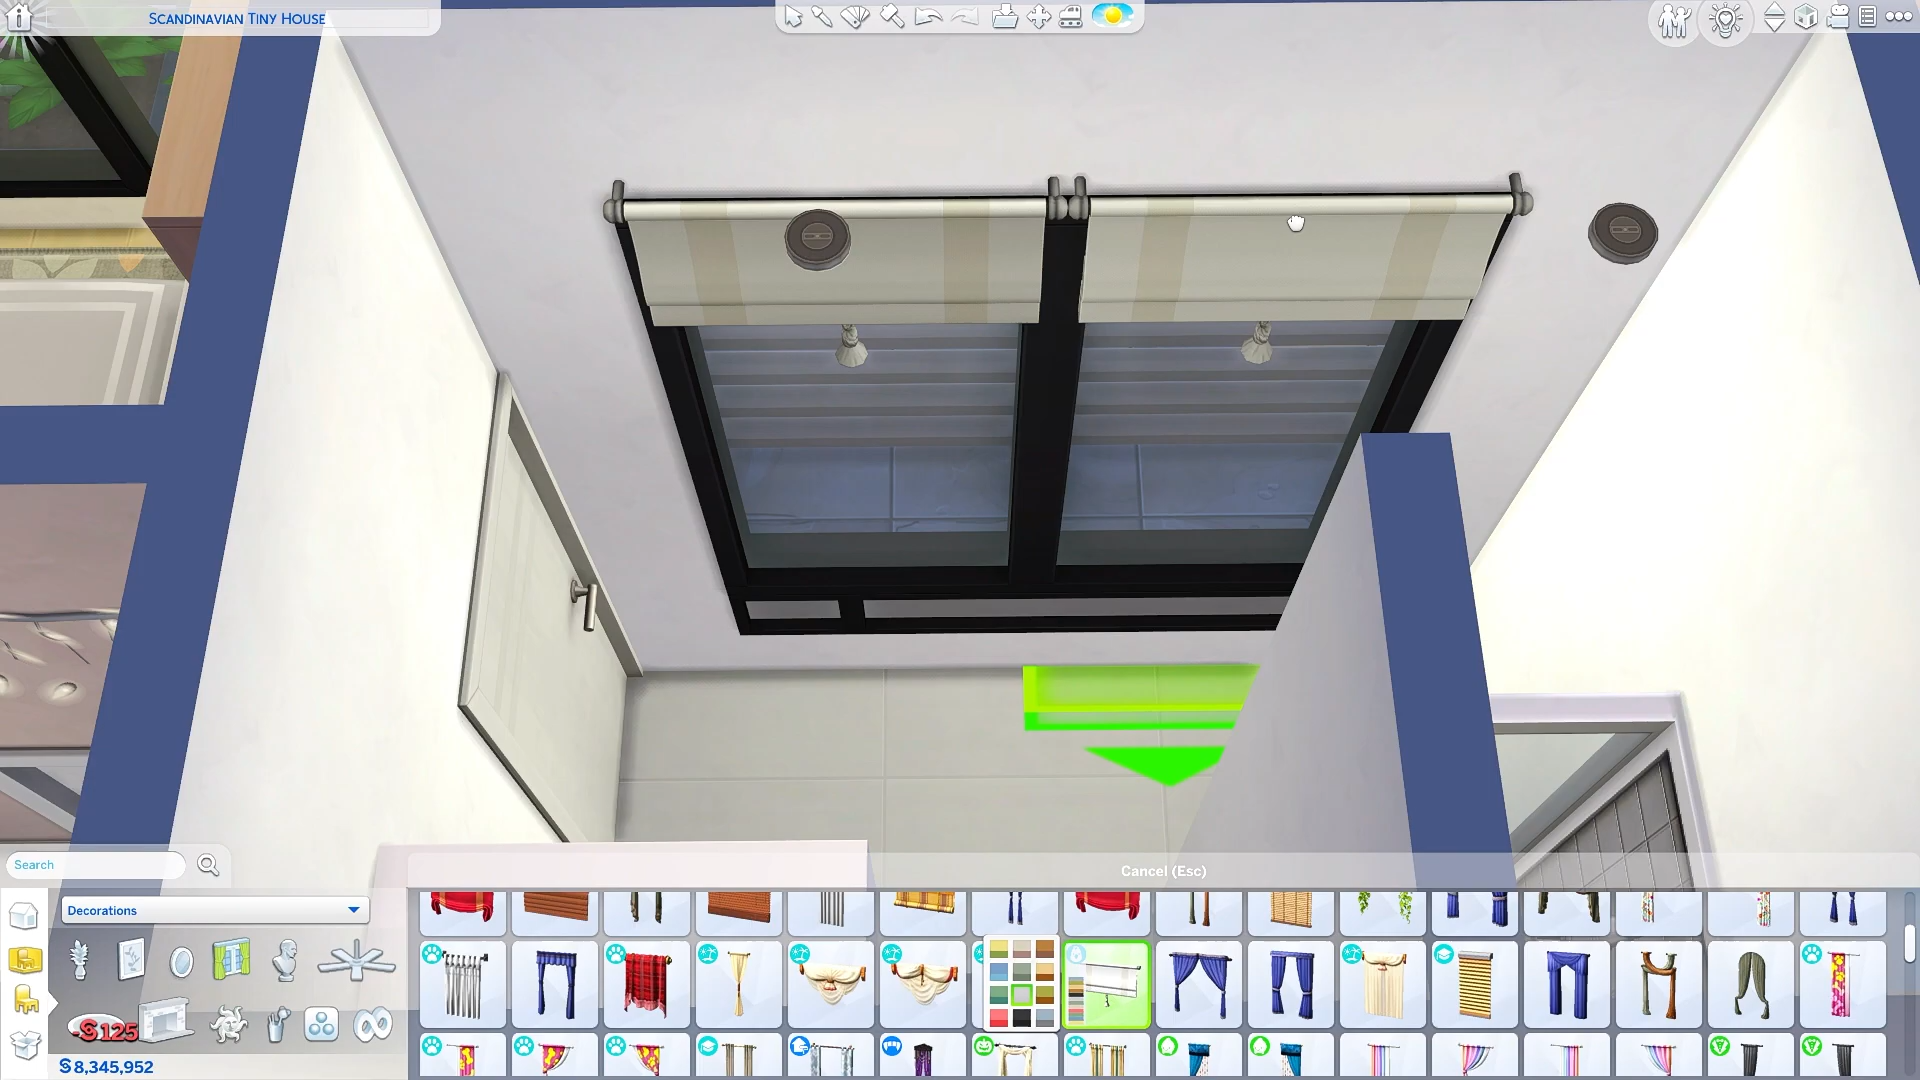 SCANDINAVIAN TINY HOUSE
Cancel (Esc)
Search
Decorations
-§125
§8,345,952